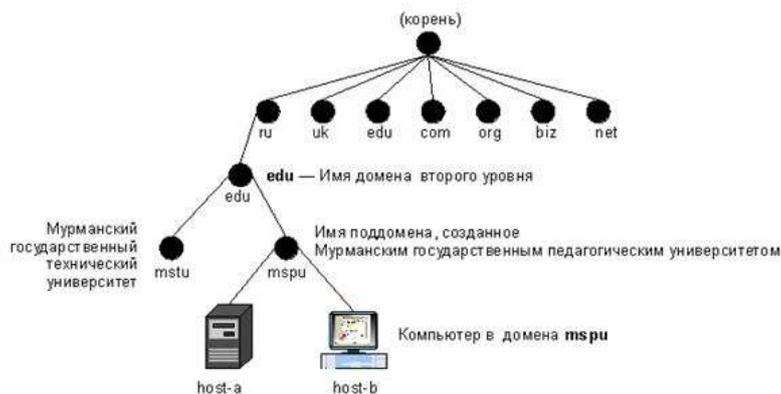 (корень)
ru uk edu com org biz net
edu — Имя домена второго уровня
edu
Мурманский
государственный
технический
университет
mstu
Имя поддомена, созданное
Мурманским государственным педагогическим университетом
mspu
Компьютер в домена mspu
host-a host-b